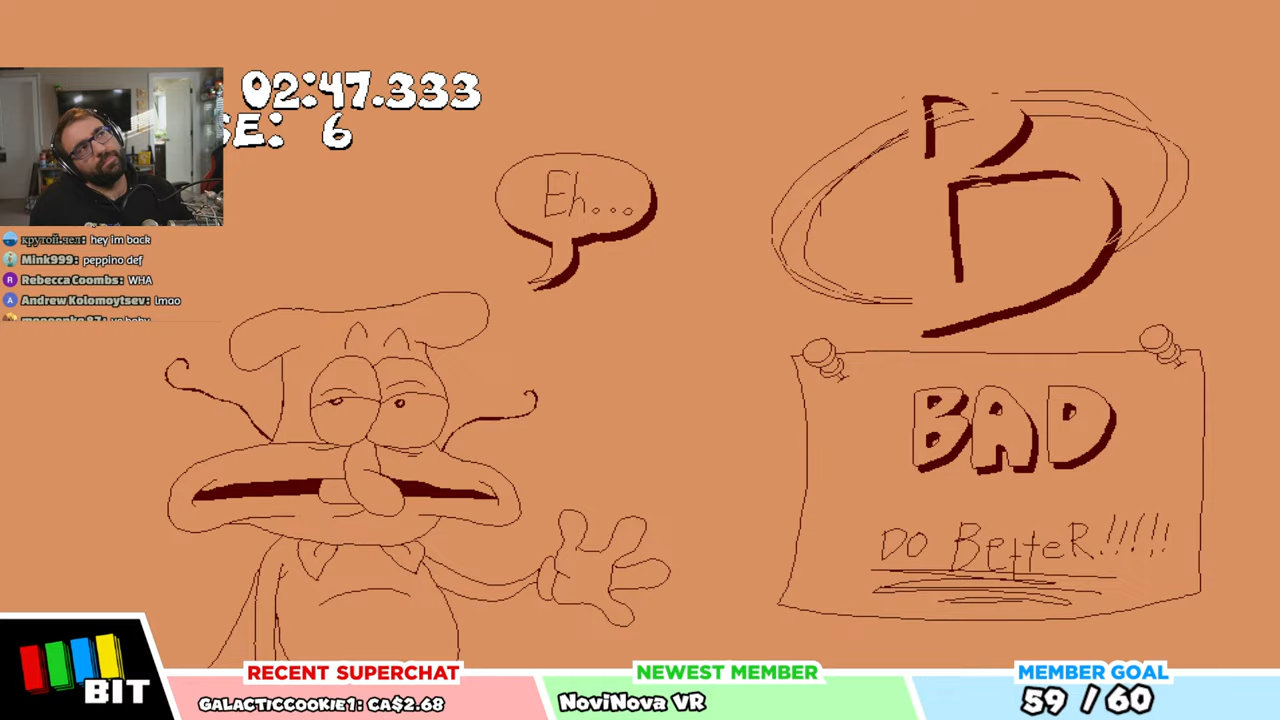 02:47.333
SE: 6
Eh...
D
BAD
DO BetteR!!!!!
крутой.чел: hey im back
Mink999: peppino def
Rebecca Coombs: WHA
Andrew Kolomoytsev: lmao
BIT
RECENT SUPERCHAT
GALACTICCOOKIE1: CA$2.68
NEWEST MEMBER
NoviNova VR
MEMBER GOAL
59 / 60